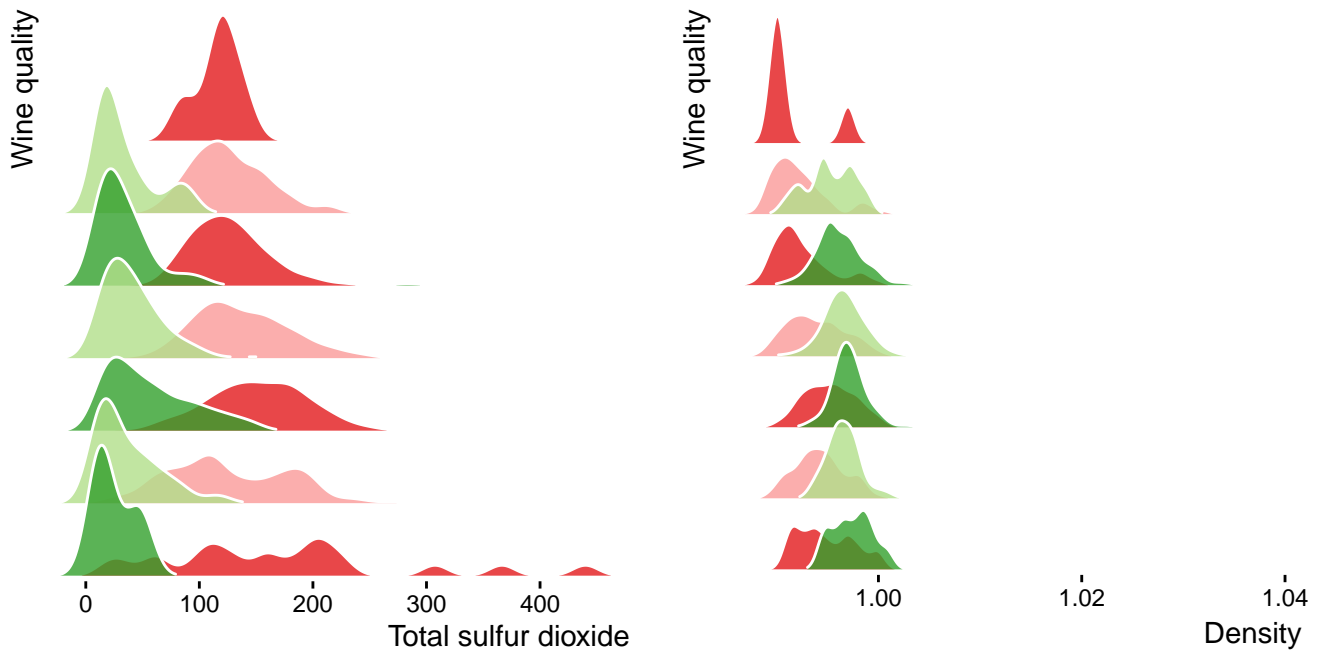 Wine quality
0 100 200 300 400
Total sulfur dioxide
Wine quality
1.00 1.02 1.04
Density